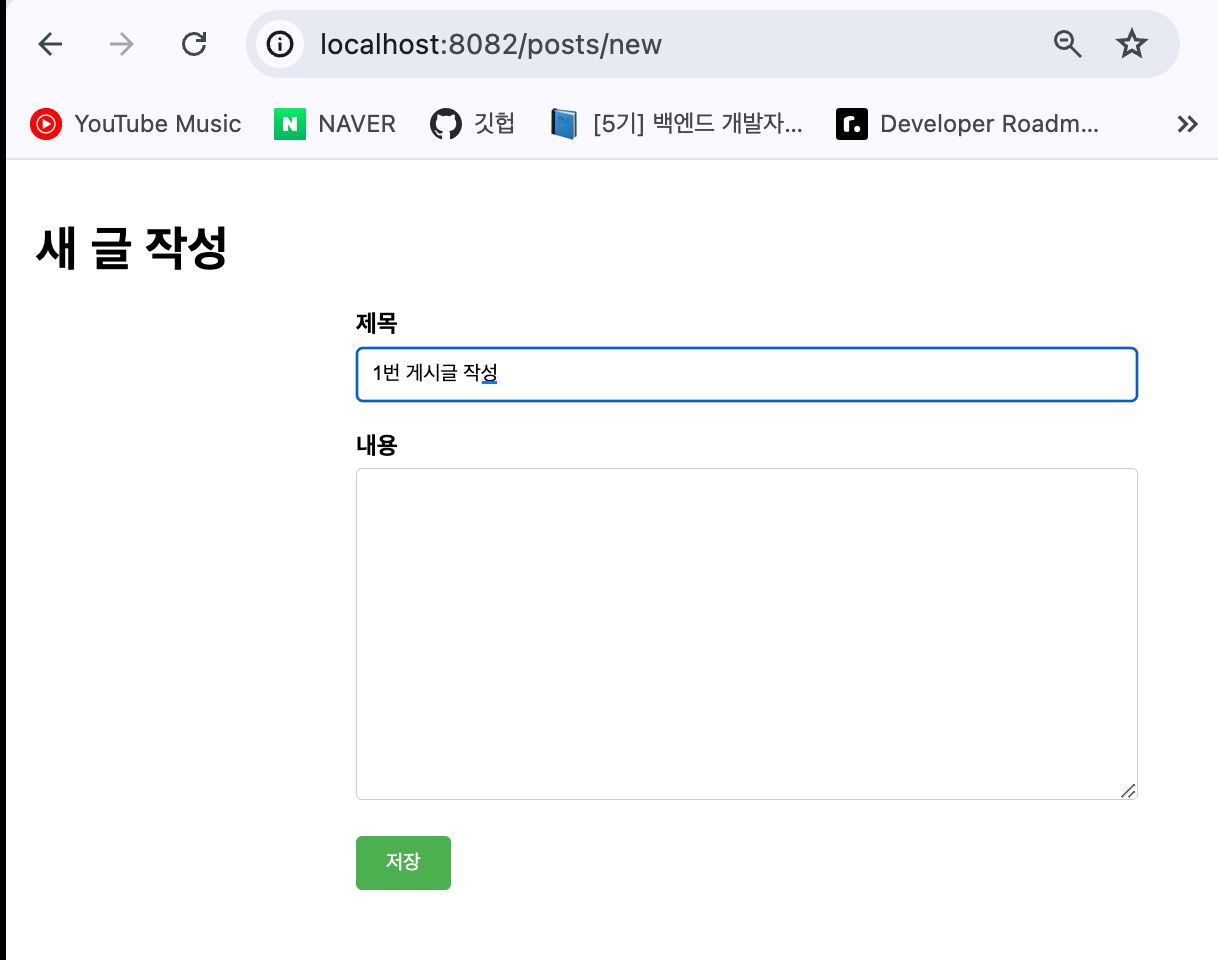 localhost:8082/posts/new
YouTube Music NAVER 깃헙 [5기] 백엔드 개발자... Developer Roadm...
새 글 작성
제목
1번 게시글 작성
내용
저장